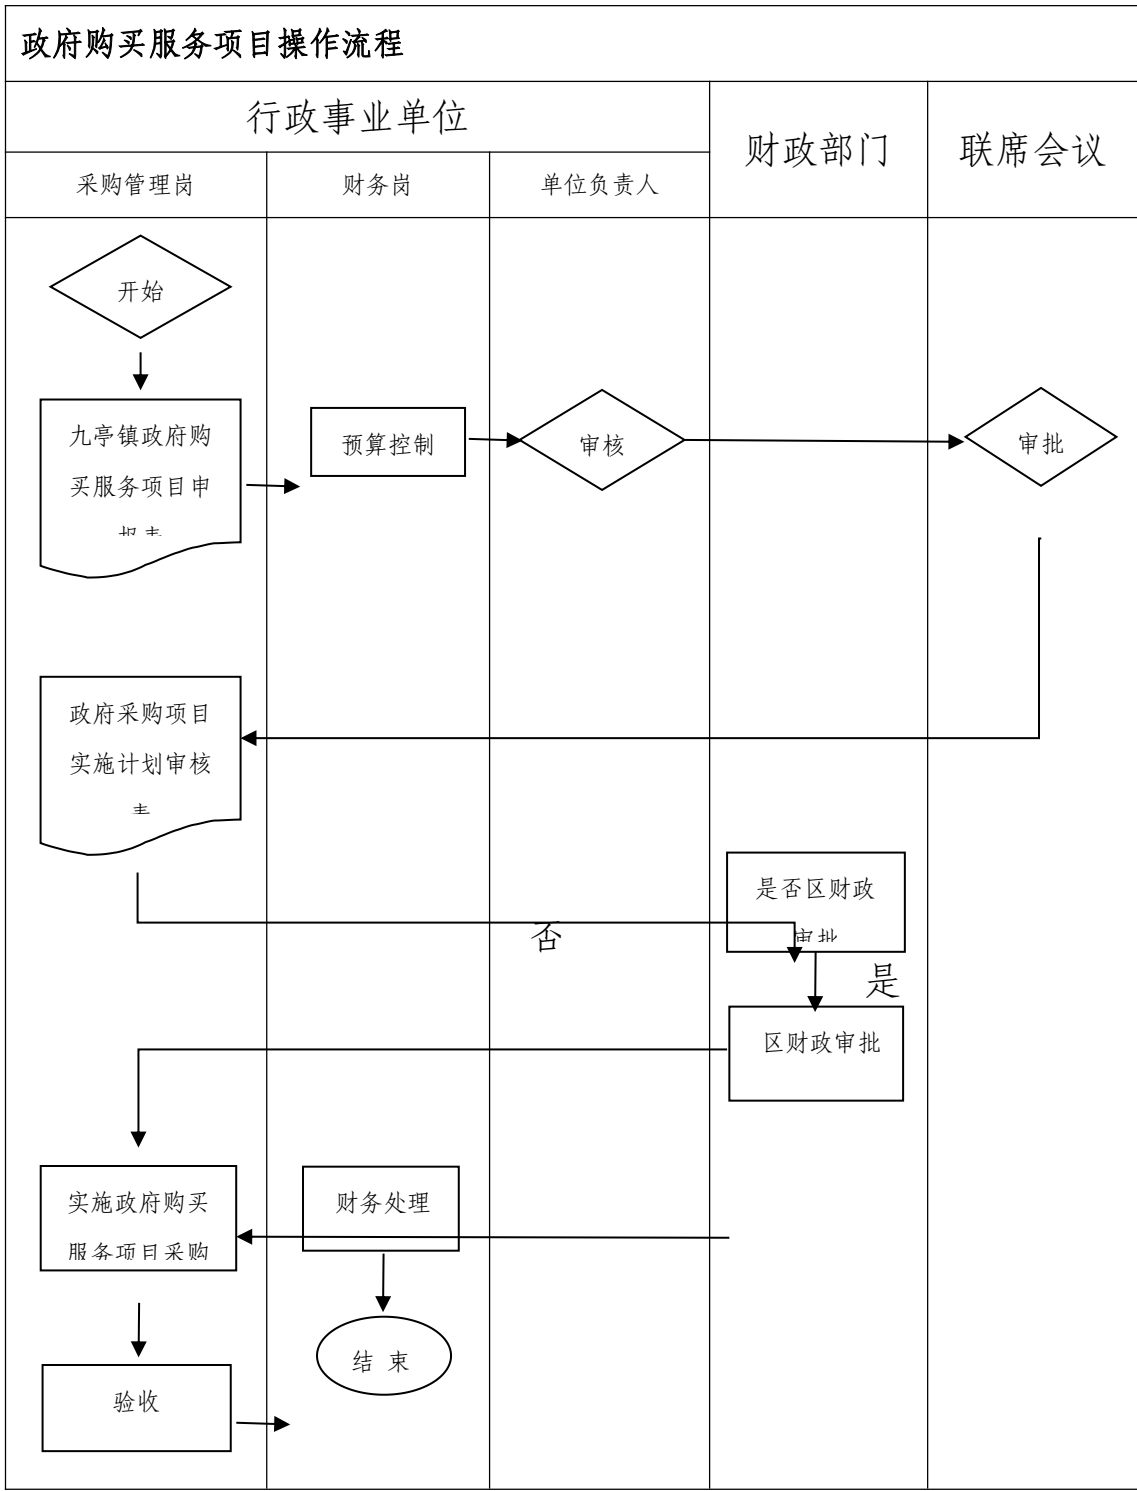 政府购买服务项目操作流程
行政事业单位
财政部门
联席会议
采购管理岗
财务岗
单位负责人
开始
九亭镇政府购
买服务项目申
报表
预算控制
审核
审批
政府采购项目
实施计划审核
表
是否区财政
审批
否
是
区财政审批
实施政府购买
服务项目采购
财务处理
结 束
验收